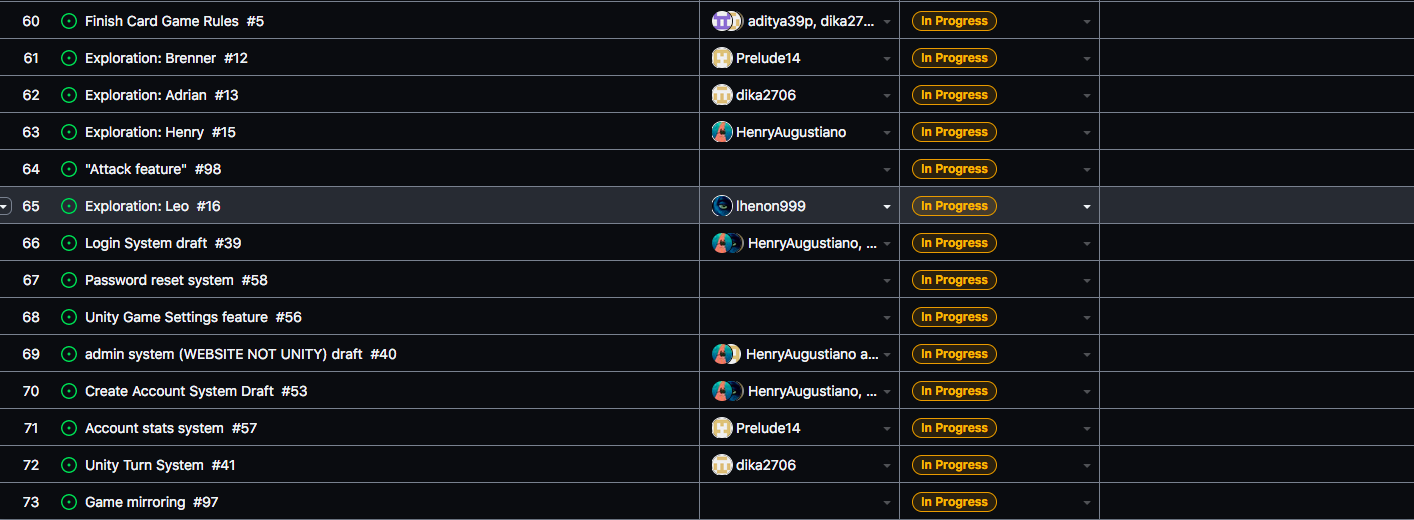 60 Finish Card Game Rules #5 aditya39p, dika27... In Progress
61 Exploration: Brenner #12 Prelude14 In Progress
62 Exploration: Adrian #13 dika2706 In Progress
63 Exploration: Henry #15 HenryAugustiano In Progress
64 "Attack feature" #98 In Progress
65 Exploration: Leo #16 lhenon999 In Progress
66 Login System draft #39 HenryAugustiano, ... In Progress
67 Password reset system #58 In Progress
68 Unity Game Settings feature #56 In Progress
69 admin system (WEBSITE NOT UNITY) draft #40 HenryAugustiano a... In Progress
70 Create Account System Draft #53 HenryAugustiano, ... In Progress
71 Account stats system #57 Prelude14 In Progress
72 Unity Turn System #41 dika2706 In Progress
73 Game mirroring #97 In Progress